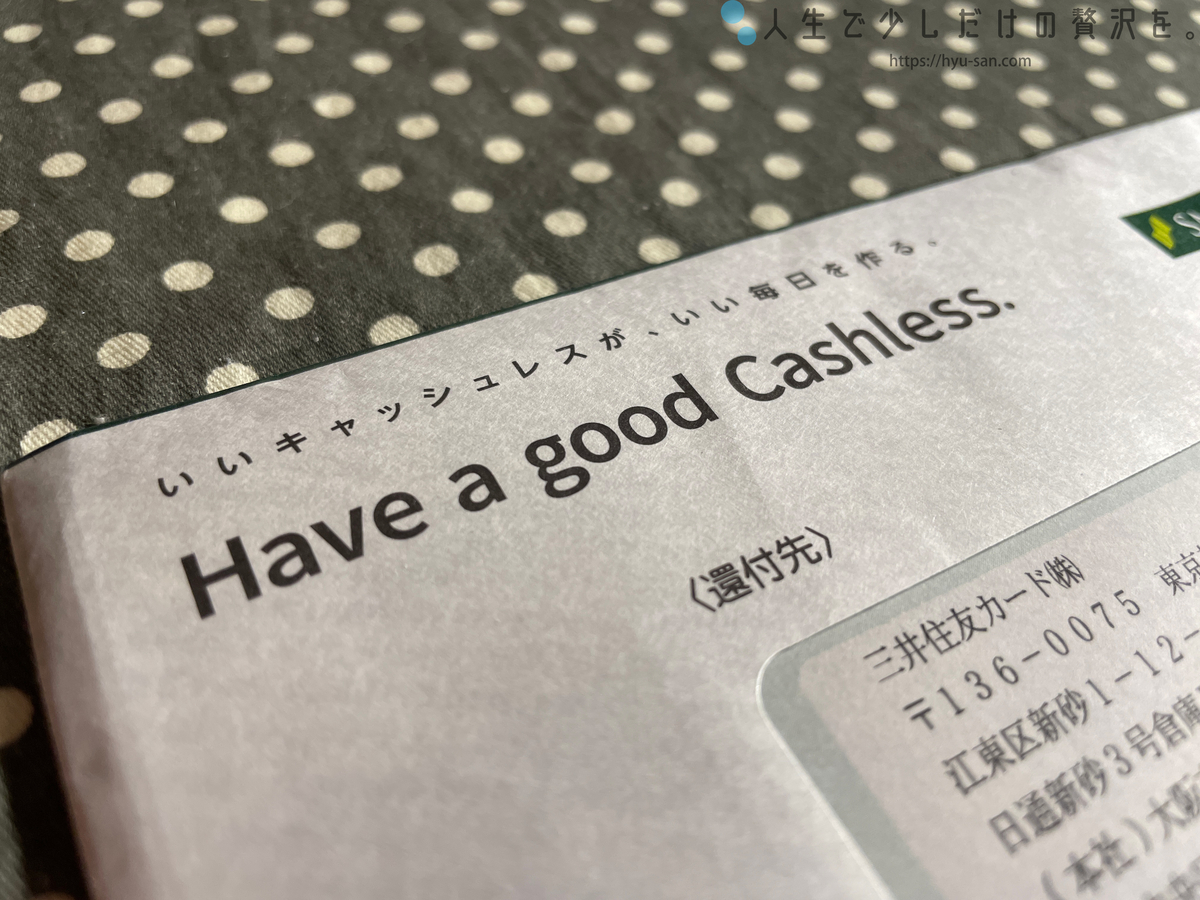 人生で少しだけの贅沢を。
https://hyu-san.com
いいキャッシュレスが、いい毎日を作る。
Have a good Cashless.
〈還付先〉
三井住友カード㈱
〒136-0075 東京
江東区新砂1-12-
日通新砂3号倉庫
(本社)大阪